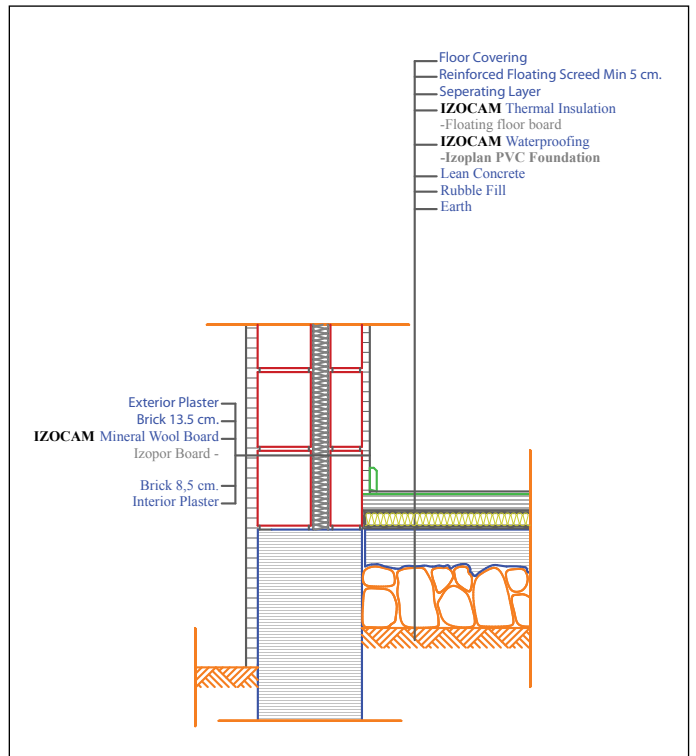 Floor Covering
Reinforced Floating Screed Min 5 cm.
Seperating Layer
IZOCAM Thermal Insulation
-Floating floor board
IZOCAM Waterproofing
-Izoplan PVC Foundation
Lean Concrete
Rubble Fill
Earth
Exterior Plaster
Brick 13.5 cm.
IZOCAM Mineral Wool Board
Izopor Board -
Brick 8,5 cm.
Interior Plaster